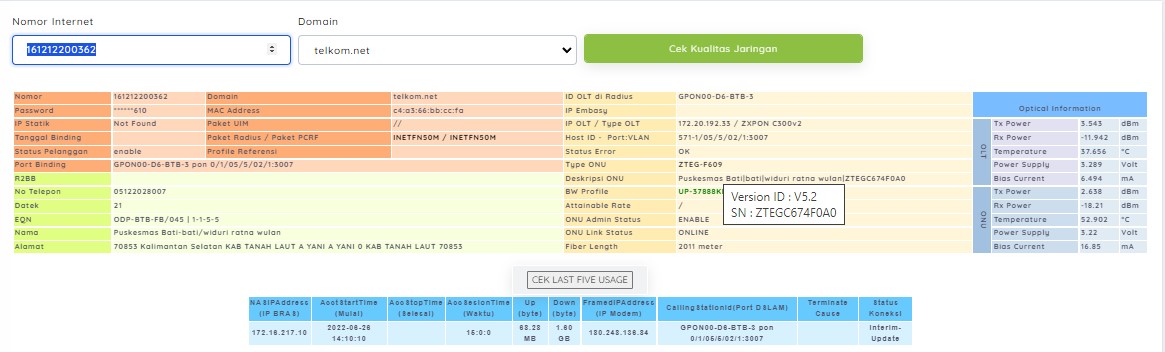 Nomor Internet Domain
161212200362 telkom.net Cek Kualitas Jaringan
Nomor 161212200362 Domain telkom.net ID OLT di Radius GPON00-D6-BTB-3 Optical Information
Password ******610 MAC Address c4:a3:66:bb:cc:fa IP Embasy
IP Statik Not Found Paket UIM // IP OLT / Type OLT 172.20.192.33 / ZXPON C300v2 OLT Tx Power 3.543 dBm
Tanggal Binding Paket Radius / Paket PCRF INETFN50M / INETFN50M Host ID - Port:VLAN 571-1/05/5/02/1:3007 Rx Power -11.942 dBm
Status Pelanggan enable Profile Referensi Status Error OK Temperature 37.656 °C
Port Binding GPON00-D6-BTB-3 pon 0/1/05/5/02/1:3007 Type ONU ZTEG-F609 Power Supply 3.289 Volt
R2BB Deskripsi ONU Puskesmas Bati|bati|widuri ratna wulan|ZTEGC674F0A0 Bias Current 6.494 mA
No Telepon 05122028007 BW Profile UP-37888K ONU Tx Power 2.638 dBm
Version ID : V5.2
SN : ZTEGC674F0A0
Datek 21 Attainable Rate / Rx Power -18.21 dBm
EQN ODP-BTB-FB/045 | 1-1-5-5 ONU Admin Status ENABLE Temperature 52.902 °C
Nama Puskesmas Bati-bati/widuri ratna wulan ONU Link Status ONLINE Power Supply 3.22 Volt
Alamat 70853 Kalimantan Selatan KAB TANAH LAUT A YANI A YANI 0 KAB TANAH LAUT 70853 Fiber Length 2011 meter Bias Current 16.85 mA
CEK LAST FIVE USAGE
NASIPAddress AcctStartTime AcctStopTime AccSesionTime Up Down FramedIPAddress CallingStationId(Port DSLAM) Terminate Status
(IP BRAS) (Mulai) (Selesai) (Waktu) (byte) (byte) (IP Modem) Cause Koneksi
172.16.217.10 2022-06-26 15:0:0 68.28 1.60 180.248.186.84 GPON00-D6-BTB-3 pon Interim-
14:10:10 MB GB 0/1/05/5/02/1:3007 Update